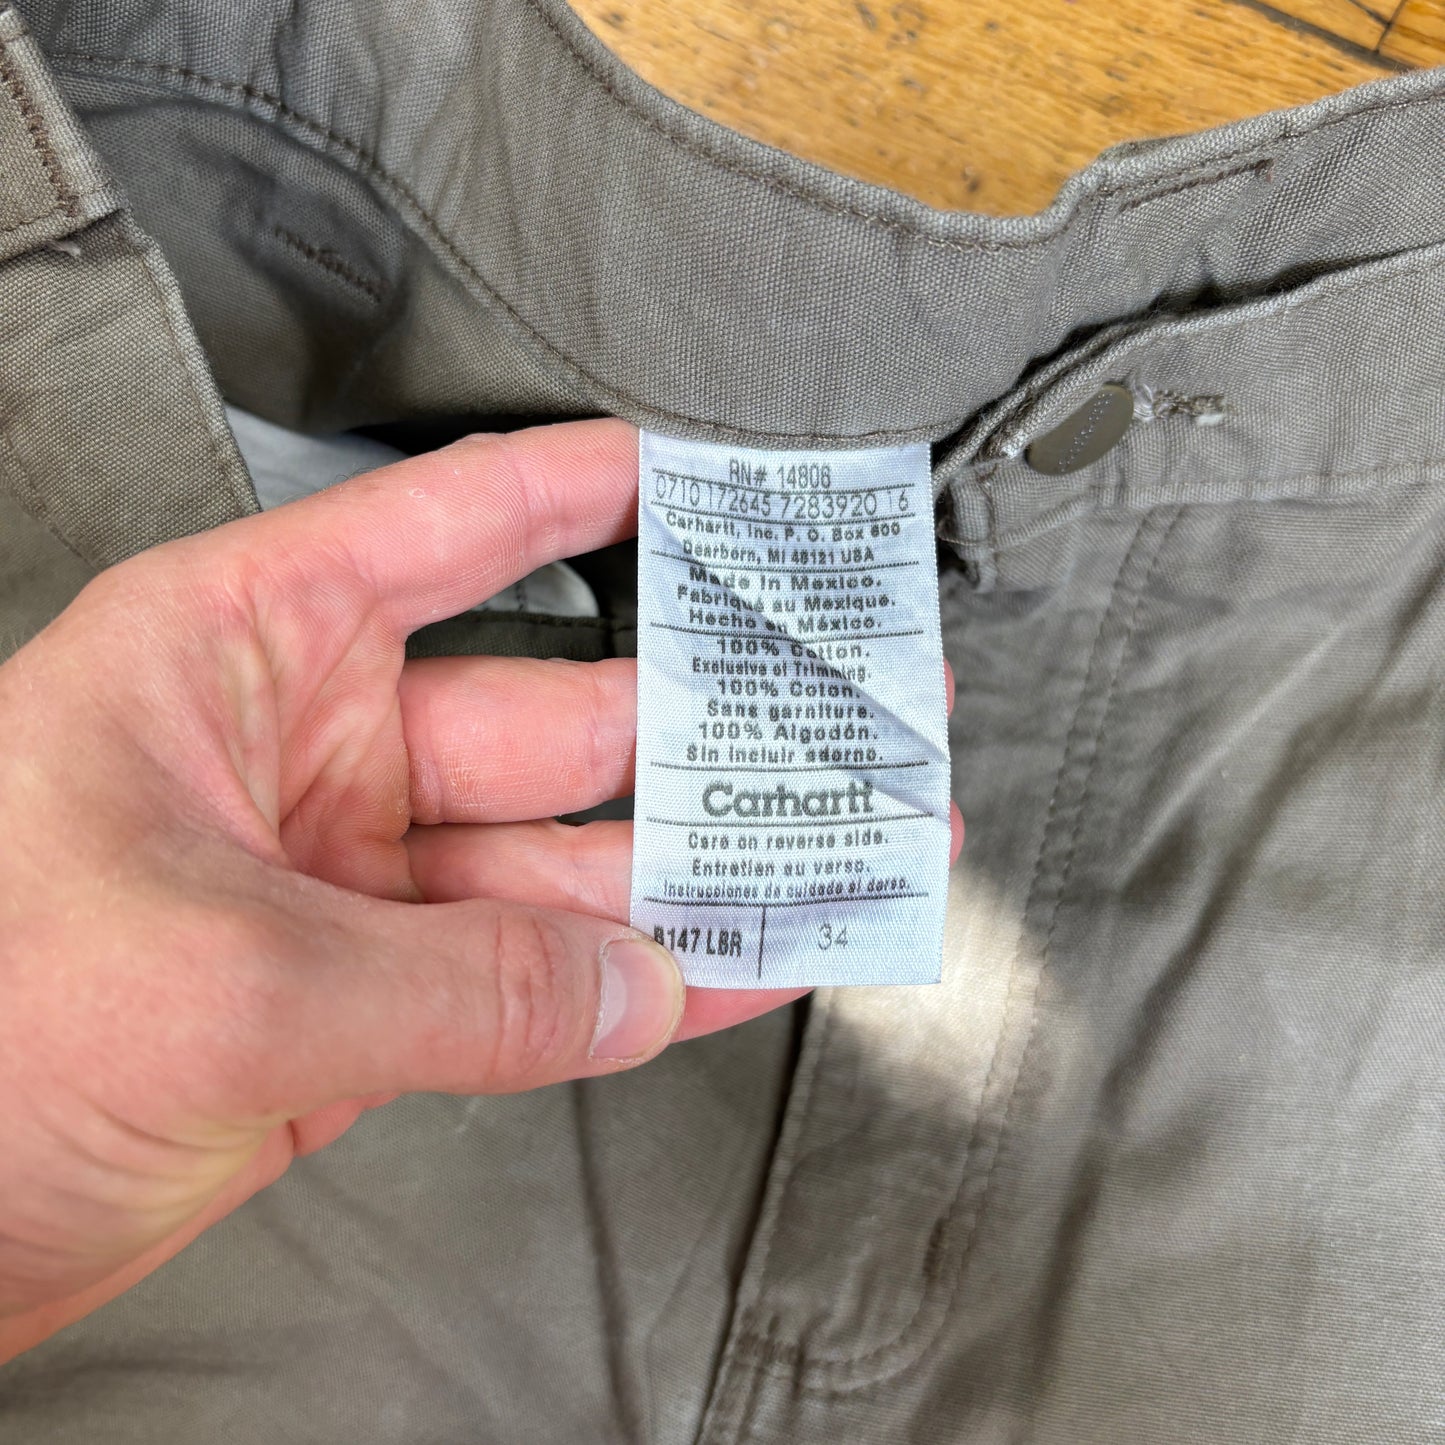 RN# 14806
0710 172645 7283920 16
Carhartt, Inc. P. O. Box 600
Dearborn, MI 48121 USA
Made in Mexico.
Fabriqué au Mexique.
Hecho en México.
100% Cotton.
Exclusive of Trimming.
100% Coton.
Sans garniture.
100% Algodón.
Sin incluir adorno.
Carhartt
Care on reverse side.
Entretien au verso.
Instrucciones de cuidado al dorso.
B147 LBR 34